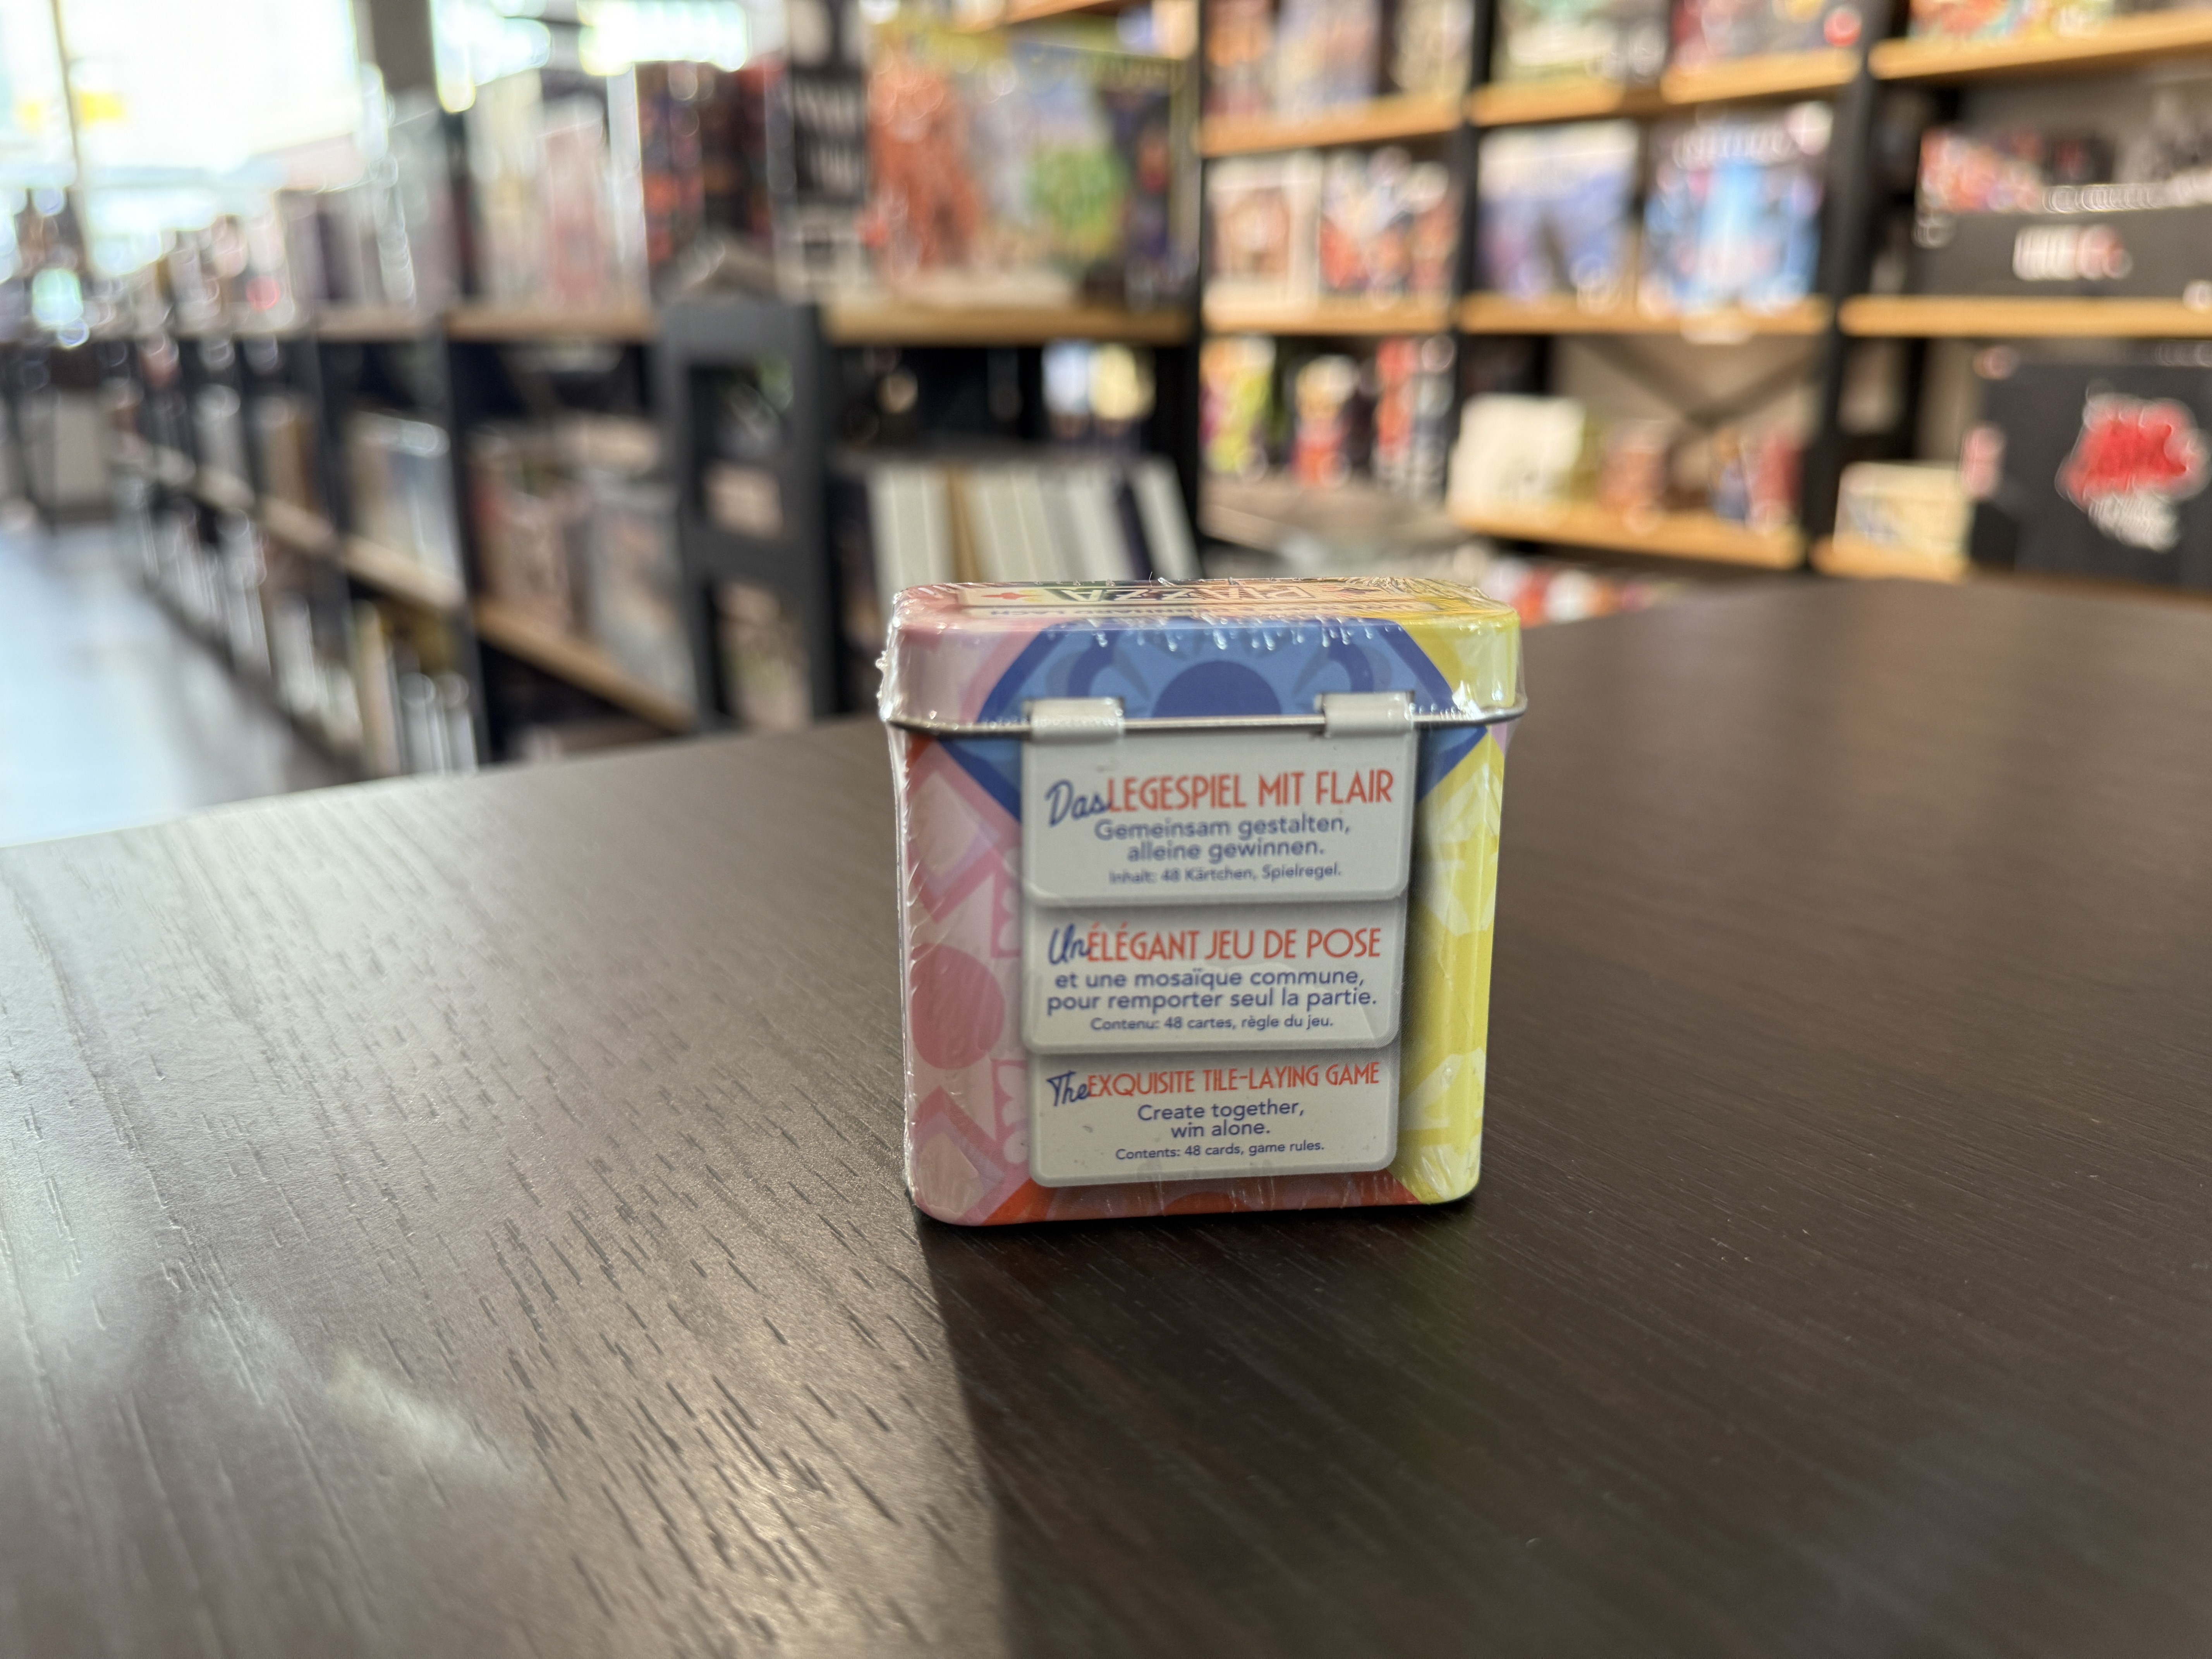 PIAZZA
Das LEGESPIEL MIT FLAIR
Gemeinsam gestalten,
alleine gewinnen.
Inhalt: 48 Kärtchen, Spielregel.
Un ÉLÉGANT JEU DE POSE
et une mosaïque commune,
pour remporter seul la partie.
Contenu: 48 cartes, règle du jeu.
The EXQUISITE TILE-LAYING GAME
Create together,
win alone.
Contents: 48 cards, game rules.